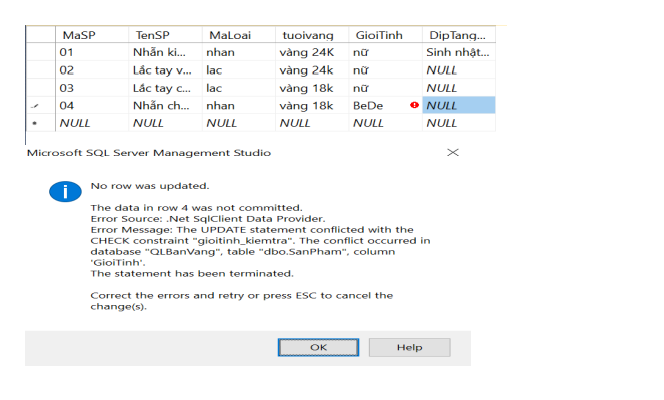 MaSP TenSP MaLoai tuoivang GioiTinh DipTang...
01 Nhẫn ki... nhan vàng 24K nữ Sinh nhật...
02 Lắc tay v... lac vàng 24k nữ NULL
03 Lắc tay c... lac vàng 18k nữ NULL
04 Nhẫn ch... nhan vàng 18k BeDe NULL
NULL NULL NULL NULL NULL NULL
Microsoft SQL Server Management Studio
No row was updated.
The data in row 4 was not committed.
Error Source: .Net SqlClient Data Provider.
Error Message: The UPDATE statement conflicted with the
CHECK constraint "gioitinh_kiemtra". The conflict occurred in
database "QLBanVang", table "dbo.SanPham", column
'GioiTinh'.
The statement has been terminated.
Correct the errors and retry or press ESC to cancel the
change(s).
OK Help